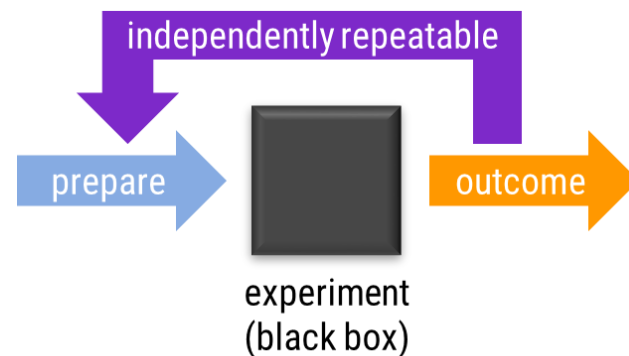 independently repeatable
prepare
outcome
experiment
(black box)